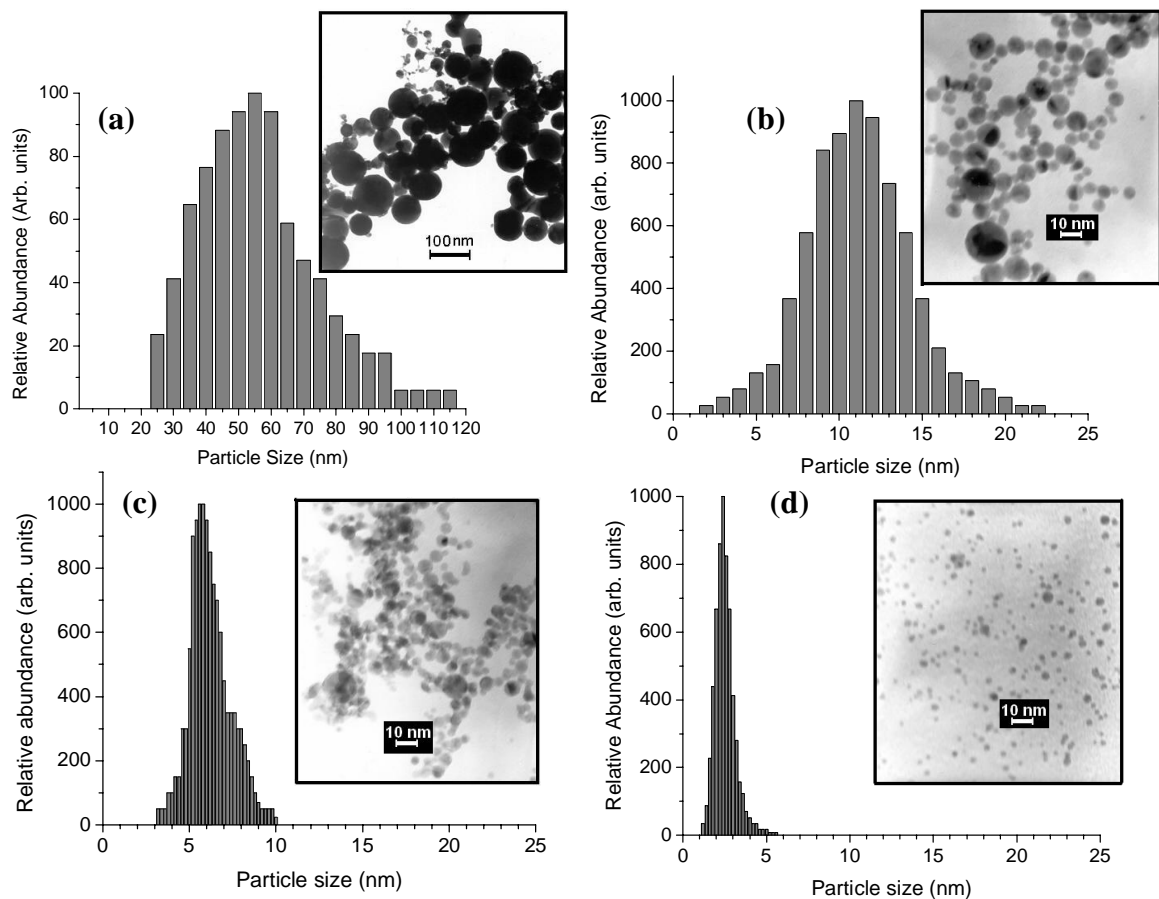 (a)
Relative Abundance (Arb. units)
100
80
60
40
20
0
10 20 30 40 50 60 70 80 90 100 110 120
Particle Size (nm)
100nm
(b)
Relative Abundance (arb. units)
1000
800
600
400
200
0
0 5 10 15 20 25
Particle size (nm)
10 nm
(c)
Relative abundance (arb. units)
1000
800
600
400
200
0
0 5 10 15 20 25
Particle size (nm)
10 nm
(d)
Relative Abundance (arb. units)
1000
800
600
400
200
0
0 5 10 15 20 25
Particle size (nm)
10 nm